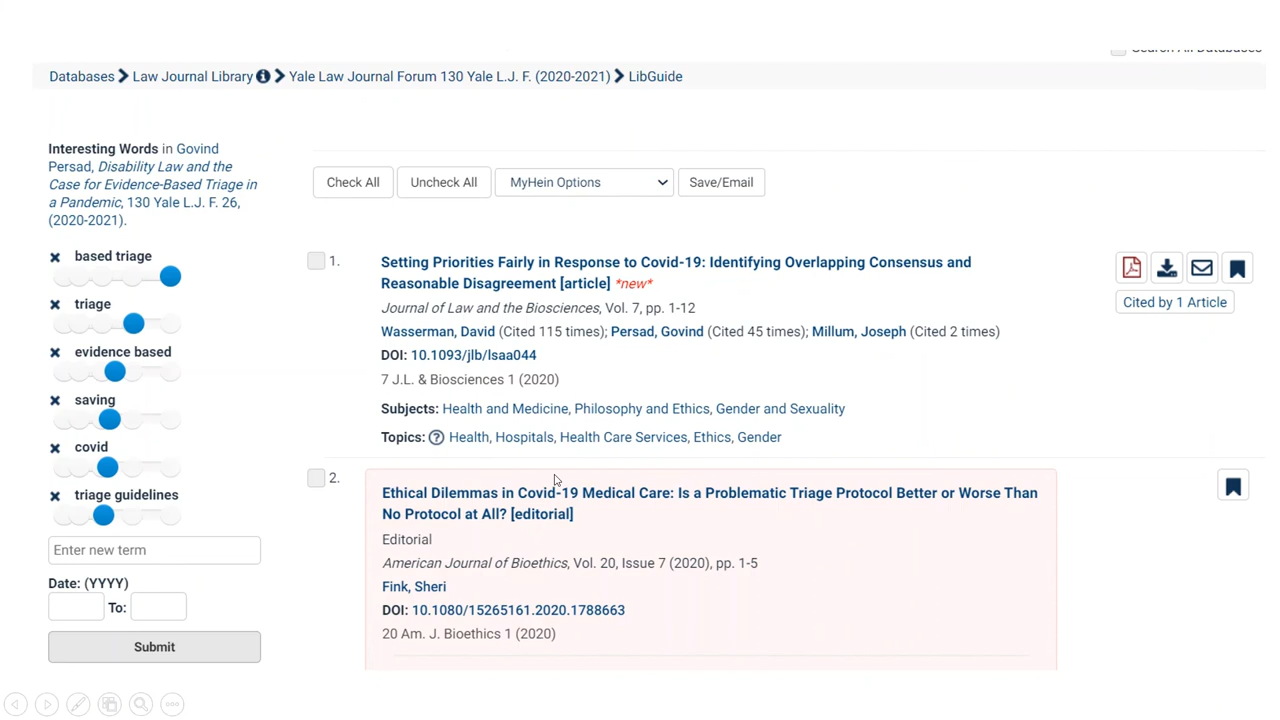 Search All Databases
Databases Law Journal Library Yale Law Journal Forum 130 Yale L.J. F. (2020-2021) LibGuide
Interesting Words in Govind
Persad, Disability Law and the
Case for Evidence-Based Triage in
a Pandemic, 130 Yale L.J. F. 26,
(2020-2021).
based triage
triage
evidence based
saving
covid
triage guidelines
Enter new term
Date: (YYYY)
To:
Submit
Check All Uncheck All MyHein Options Save/Email
1. Setting Priorities Fairly in Response to Covid-19: Identifying Overlapping Consensus and
Reasonable Disagreement [article] *new*
Journal of Law and the Biosciences, Vol. 7, pp. 1-12
Wasserman, David (Cited 115 times); Persad, Govind (Cited 45 times); Millum, Joseph (Cited 2 times)
DOI: 10.1093/jlb/lsaa044
7 J.L. & Biosciences 1 (2020)
Subjects: Health and Medicine, Philosophy and Ethics, Gender and Sexuality
Topics: ? Health, Hospitals, Health Care Services, Ethics, Gender
Cited by 1 Article
2. Ethical Dilemmas in Covid-19 Medical Care: Is a Problematic Triage Protocol Better or Worse Than
No Protocol at All? [editorial]
Editorial
American Journal of Bioethics, Vol. 20, Issue 7 (2020), pp. 1-5
Fink, Sheri
DOI: 10.1080/15265161.2020.1788663
20 Am. J. Bioethics 1 (2020)